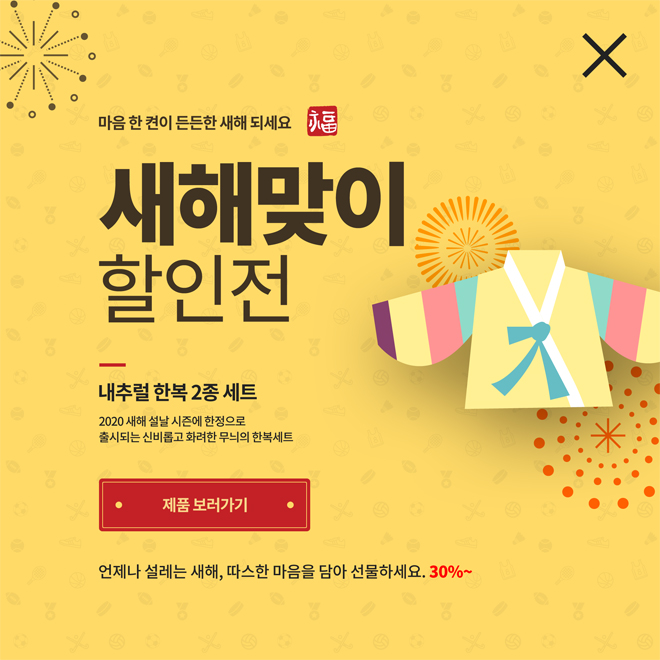 마음 한 켠이 든든한 새해 되세요 福
새해맞이
할인전
내추럴 한복 2종 세트
2020 새해 설날 시즌에 한정으로
출시되는 신비롭고 화려한 무늬의 한복세트
제품 보러가기
언제나 설레는 새해, 따스한 마음을 담아 선물하세요. 30%~